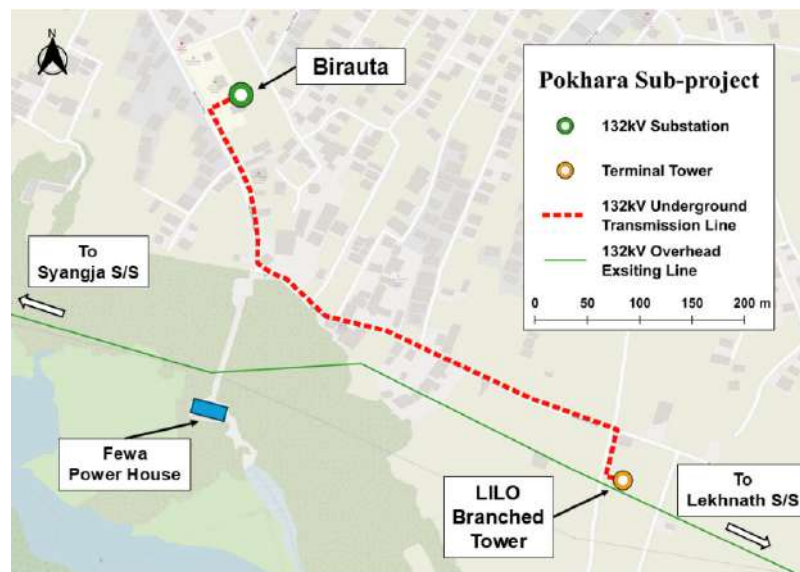 N
Birauta
Pokhara Sub-project
132kV Substation
Terminal Tower
132kV Underground
Transmission Line
132kV Overhead
Exsiting Line
0 50 100 150 200 m
To
Syangja S/S
Fewa
Power House
LILO
Branched
Tower
To
Lekhnath S/S